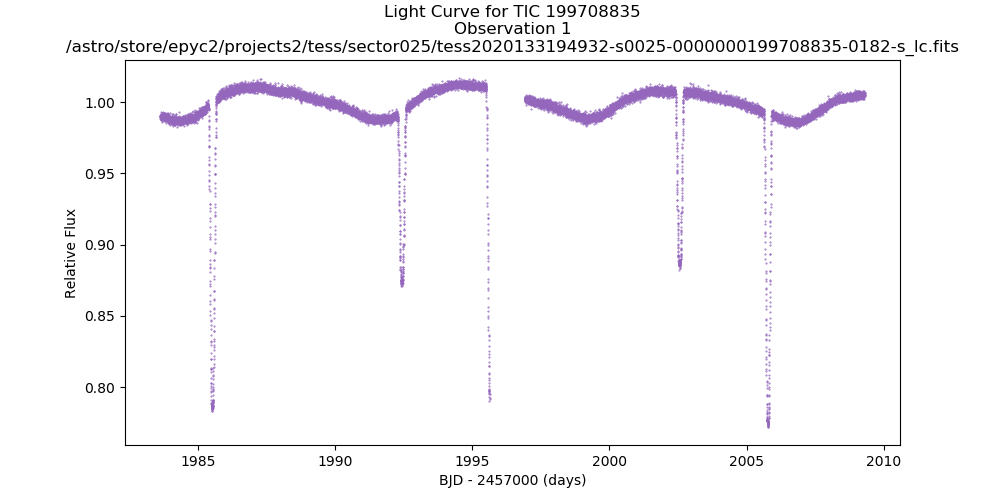 Light Curve for TIC 199708835
Observation 1
/astro/store/epyc2/projects2/tess/sector025/tess2020133194932-s0025-0000000199708835-0182-s_lc.fits
1.00
0.95
0.90
0.85
0.80
Relative Flux
1985
1990
1995
2000
2005
2010
BJD - 2457000 (days)